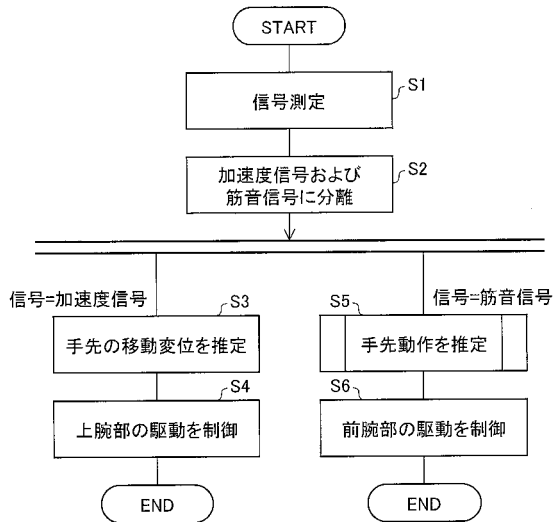 START
S1
信号測定
S2
加速度信号および
筋音信号に分離
信号=加速度信号
信号=筋音信号
S3
手先の移動変位を推定
S5
手先動作を推定
S4
上腕部の駆動を制御
S6
前腕部の駆動を制御
END
END